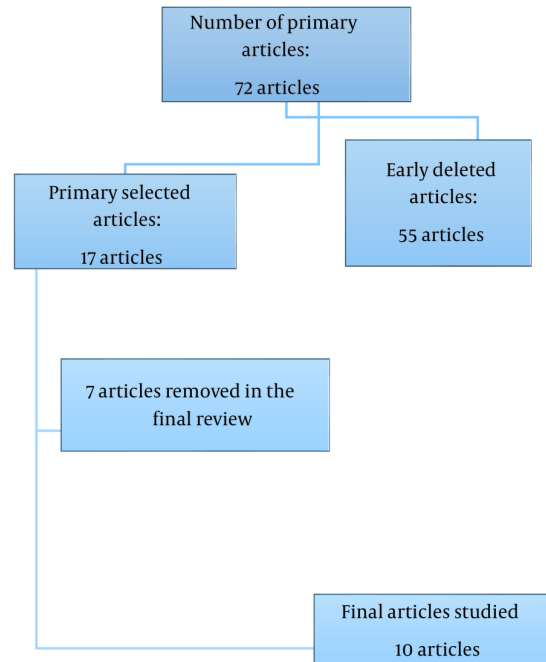 Number of primary
articles:
72 articles
Early deleted
articles:
55 articles
Primary selected
articles:
17 articles
7 articles removed in the
final review
Final articles studied
10 articles